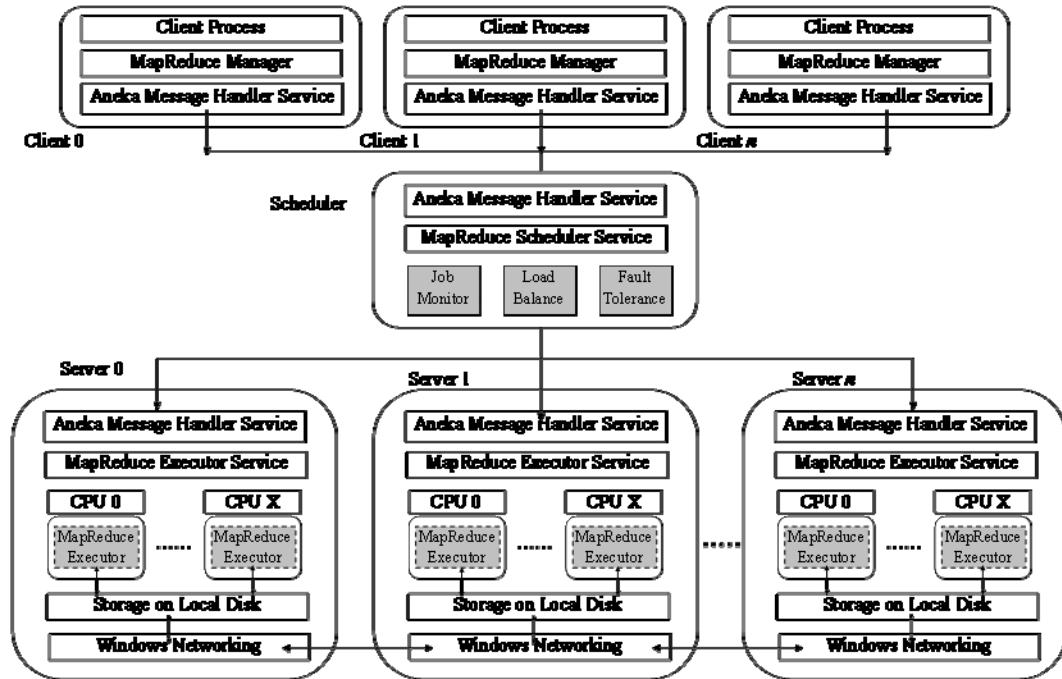 Client Process
MapReduce Manager
Aneka Message Handler Service
Client 0
Client Process
MapReduce Manager
Aneka Message Handler Service
Client 1
Client Process
MapReduce Manager
Aneka Message Handler Service
Client n
Scheduler
Aneka Message Handler Service
MapReduce Scheduler Service
Job
Monitor
Load
Balance
Fault
Tolerance
Server 0
Aneka Message Handler Service
MapReduce Executor Service
CPU 0
CPU X
MapReduce
Executor
......
MapReduce
Executor
Storage on Local Disk
Windows Networking
Server 1
Aneka Message Handler Service
MapReduce Executor Service
CPU 0
CPU X
MapReduce
Executor
......
MapReduce
Executor
Storage on Local Disk
Windows Networking
......
Server n
Aneka Message Handler Service
MapReduce Executor Service
CPU 0
CPU X
MapReduce
Executor
......
MapReduce
Executor
Storage on Local Disk
Windows Networking